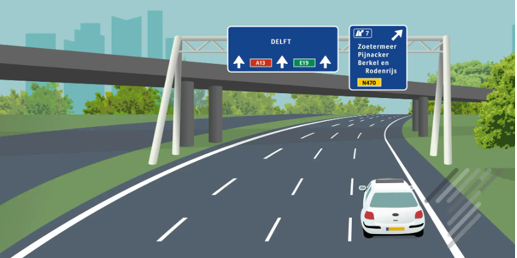 DELFT
A13 E19
7
Zoetermeer
Pijnacker
Berkel en
Rodenrijs
N470